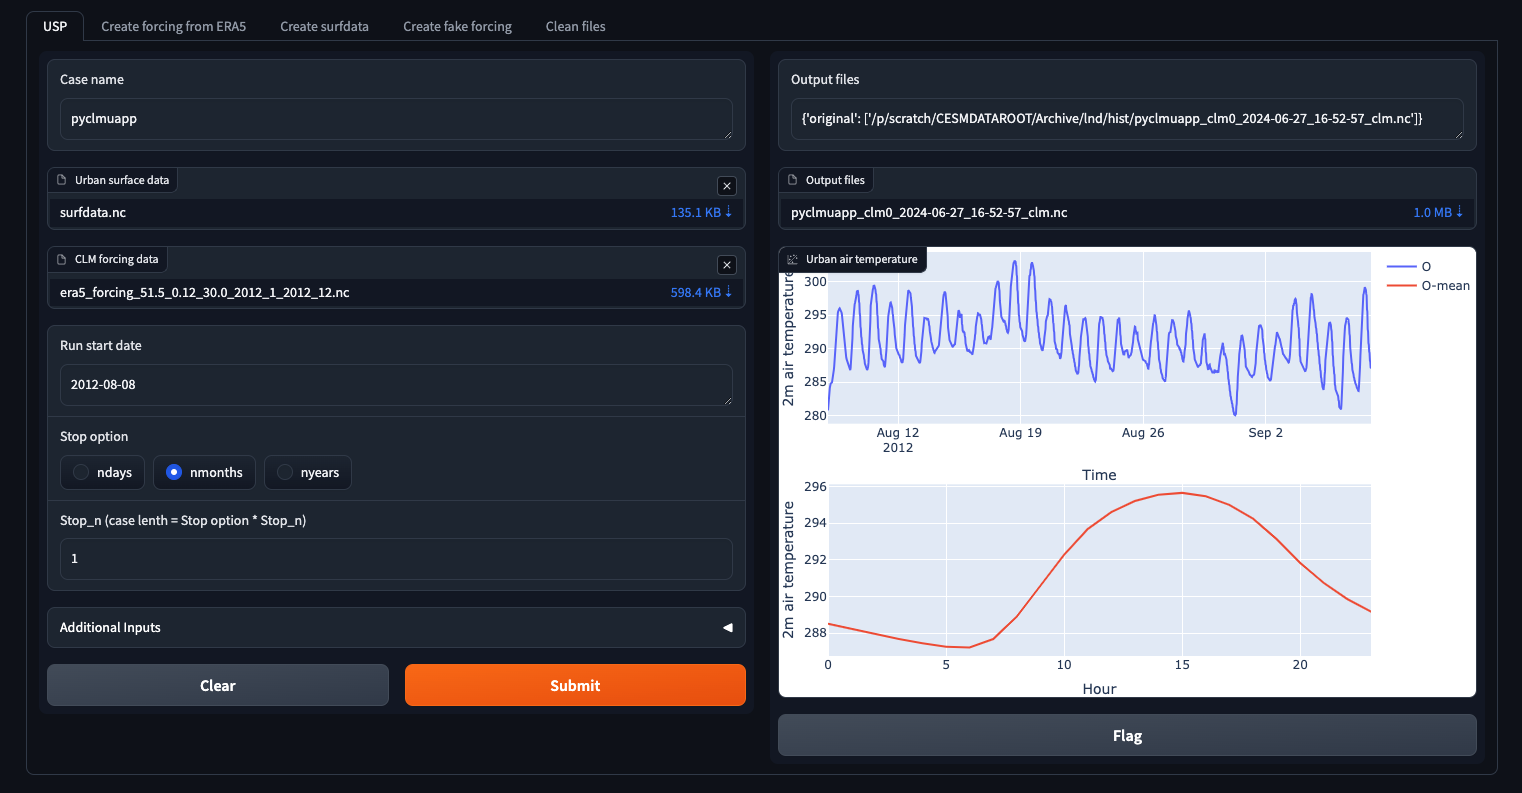 USP
Create forcing from ERA5
Create surfdata
Create fake forcing
Clean files
Case name
pyclmuapp
Urban surface data
surfdata.nc
135.1 KB ⇣
CLM forcing data
era5_forcing_51.5_0.12_30.0_2012_1_2012_12.nc
598.4 KB ⇣
Run start date
2012-08-08
Stop option
ndays
nmonths
nyears
Stop_n (case lenth = Stop option * Stop_n)
1
Additional Inputs
Clear
Submit
Output files
{'original': ['/p/scratch/CESMDATAROOT/Archive/lnd/hist/pyclmuapp_clm0_2024-06-27_16-52-57_clm.nc']}
Output files
pyclmuapp_clm0_2024-06-27_16-52-57_clm.nc
1.0 MB ⇣
Urban air temperature
O
O-mean
2m air temperature
300
295
290
285
280
Aug 12
2012
Aug 19
Aug 26
Sep 2
Time
2m air temperature
296
294
292
290
288
0
5
10
15
20
Hour
Flag